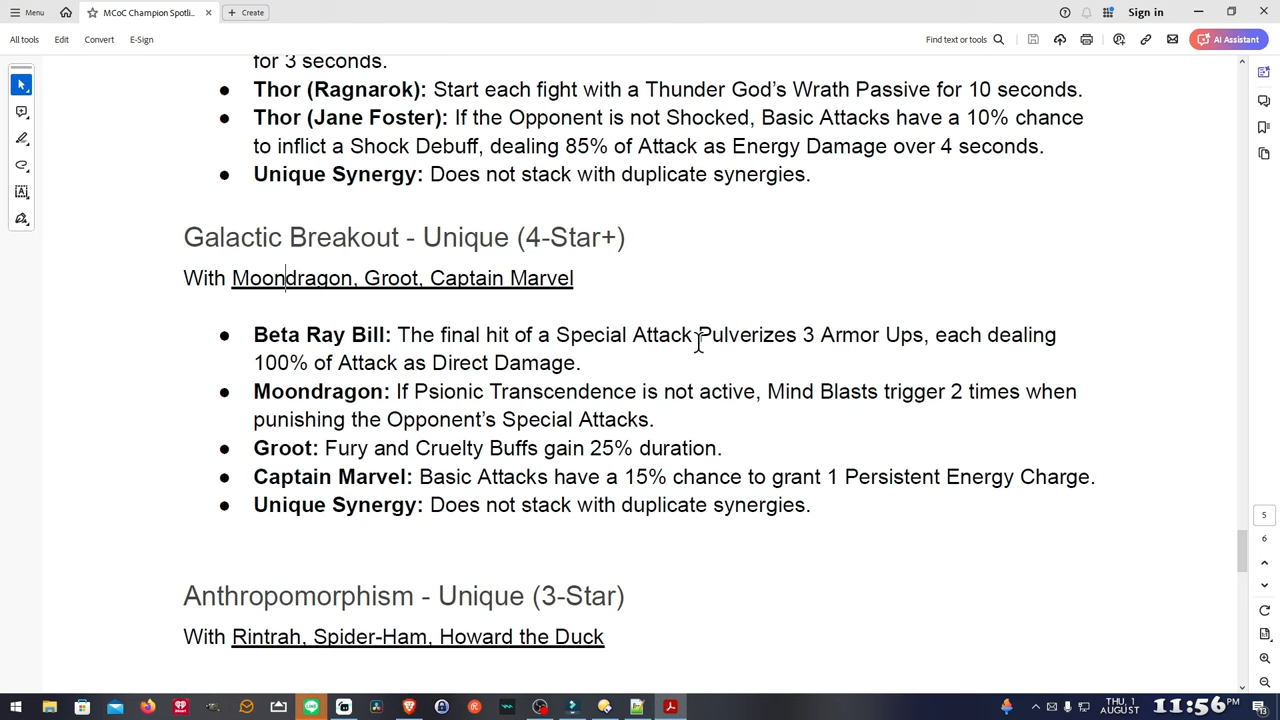 Menu
MCoC Champion Spotli...
Create
Sign in
All tools
Edit
Convert
E-Sign
Find text or tools
AI Assistant
for 3 seconds.
● Thor (Ragnarok): Start each fight with a Thunder God's Wrath Passive for 10 seconds.
● Thor (Jane Foster): If the Opponent is not Shocked, Basic Attacks have a 10% chance
to inflict a Shock Debuff, dealing 85% of Attack as Energy Damage over 4 seconds.
● Unique Synergy: Does not stack with duplicate synergies.
Galactic Breakout - Unique (4-Star+)
With Moondragon, Groot, Captain Marvel
● Beta Ray Bill: The final hit of a Special Attack Pulverizes 3 Armor Ups, each dealing
100% of Attack as Direct Damage.
● Moondragon: If Psionic Transcendence is not active, Mind Blasts trigger 2 times when
punishing the Opponent's Special Attacks.
● Groot: Fury and Cruelty Buffs gain 25% duration.
● Captain Marvel: Basic Attacks have a 15% chance to grant 1 Persistent Energy Charge.
● Unique Synergy: Does not stack with duplicate synergies.
5
6
Anthropomorphism - Unique (3-Star)
With Rintrah, Spider-Ham, Howard the Duck
THU, 1
AUGUST
11:56PM